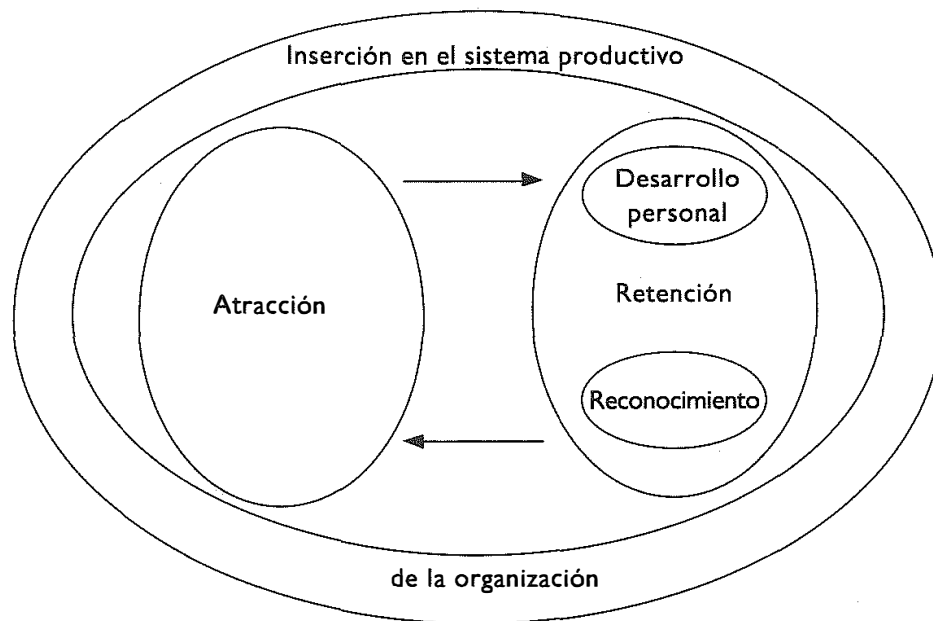 Inserción en el sistema productivo
Desarrollo
personal
Atracción
Retención
Reconocimiento
de la organización